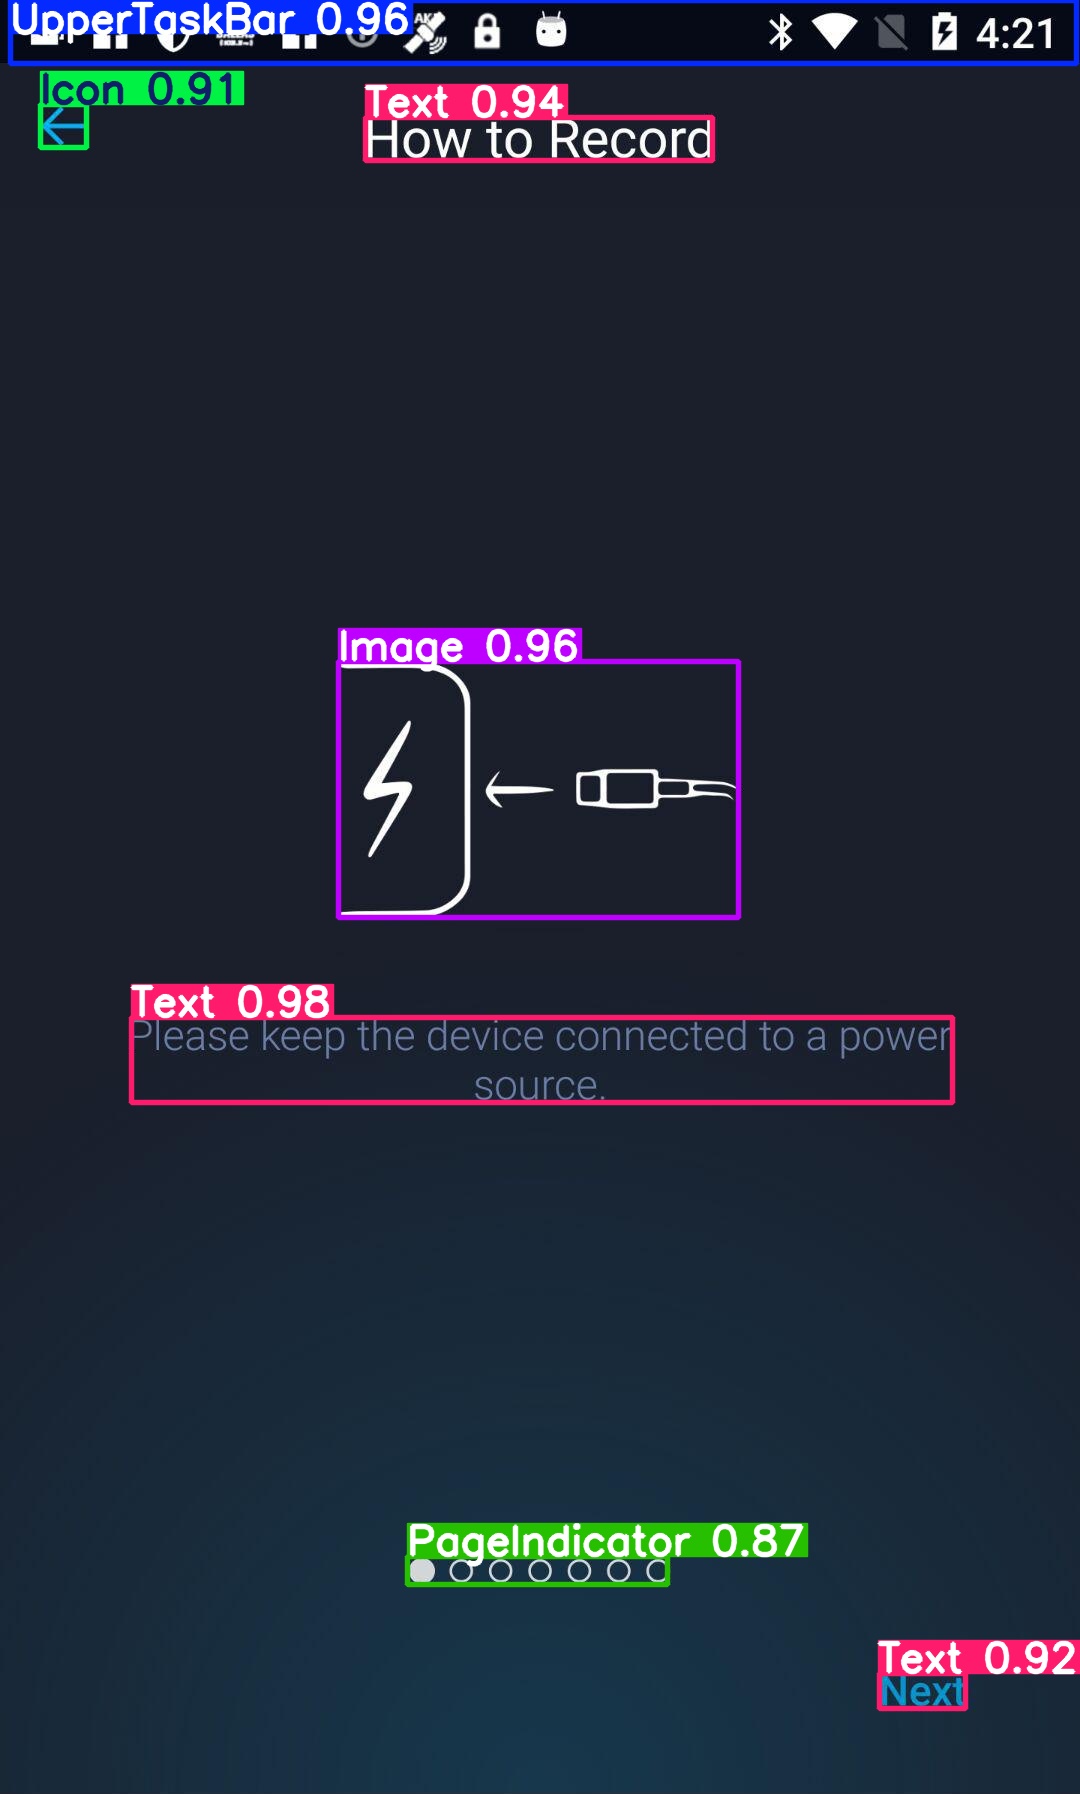 UpperTaskBar 0.96
4:21
Icon 0.91
Text 0.94
How to Record
Image 0.96
Text 0.98
Please keep the device connected to a power
source.
PageIndicator 0.87
Text 0.92
Next